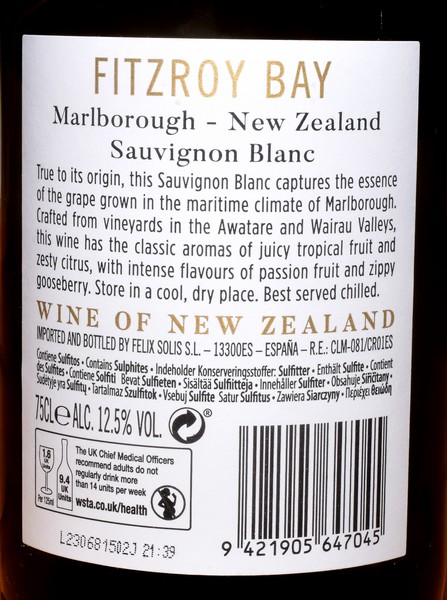 FITZROY BAY
Marlborough - New Zealand
Sauvignon Blanc
True to its origin, this Sauvignon Blanc captures the essence
of the grape grown in the maritime climate of Marlborough.
Crafted from vineyards in the Awatare and Wairau Valleys,
this wine has the classic aromas of juicy tropical fruit and
zesty citrus, with intense flavours of passion fruit and zippy
gooseberry. Store in a cool, dry place. Best served chilled.
WINE OF NEW ZEALAND
IMPORTED AND BOTTLED BY FELIX SOLIS S.L. – 13300ES – ESPAÑA – R.E.: CLM-081/CR01ES
Contiene Sulfitos • Contains Sulphites • Indeholder Konserveringsstoffer: Sulfitter • Enthält Sulfite • Contient
des Sulfites • Contiene Solfiti Bevat Sulfieten • Sisältää Sulfiitteja • Innehåller Sulfiter • Obsahuje Siřičitany •
Sudėtyje yra Sulfitų • Tartalmaz Szulfitok • Vsebuj Sulfite Satur Sulfitus • Zawiera Siarczyny • Περιέχει Θειώδη
75CL e ALC. 12.5% VOL. ®
1.6
UK
Units
Per 125ml
9.4
UK
Units
The UK Chief Medical Officers
recommend adults do not
regularly drink more
than 14 units per week
wsta.co.uk/health
L230681502J 21:39
9 421905 647045